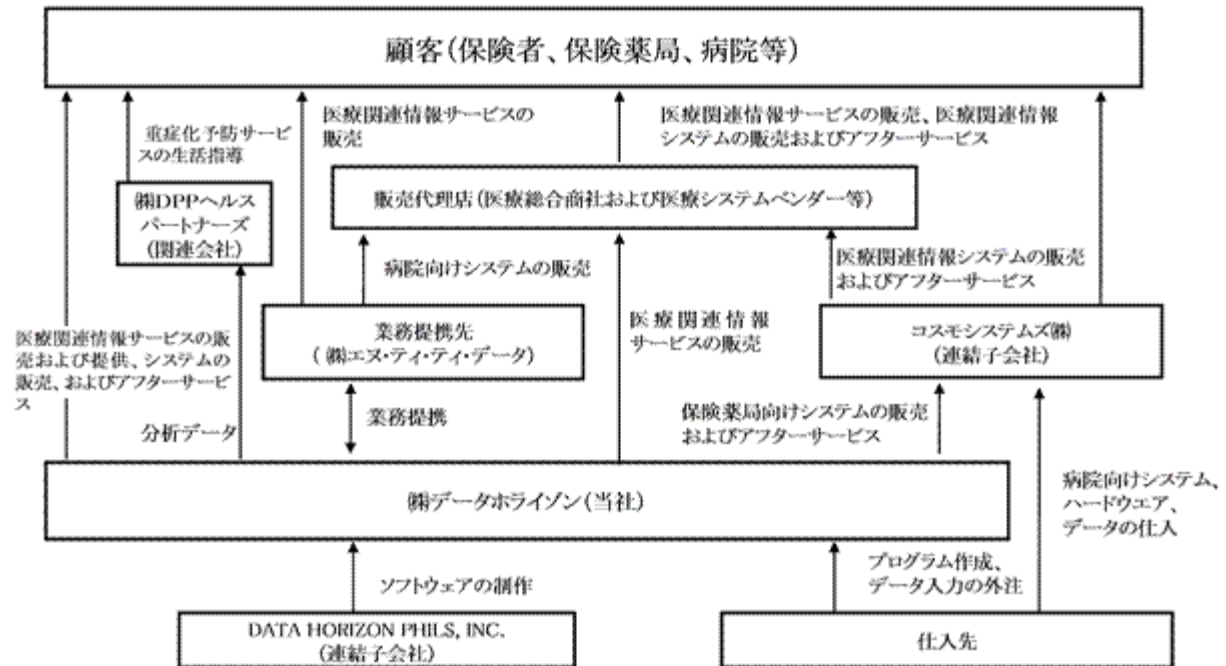 顧客(保険者、保険薬局、病院等)
医療関連情報サービスの
販売
医療関連情報サービスの販売、医療関連情報
システムの販売およびアフターサービス
重症化予防サービ
スの生活指導
㈱DPPヘルス
パートナーズ
(関連会社)
販売代理店(医療総合商社および医療システムベンダー等)
病院向けシステムの販売
医療関連情報システムの販売
およびアフターサービス
医療関連情報サービスの販
売および提供、システムの
販売、およびアフターサービ
ス
業務提携先
(㈱エヌ・ティ・ティ・データ)
医療関連情報
サービスの販売
コスモシステムズ㈱
(連結子会社)
分析データ
業務提携
保険薬局向けシステムの販売
およびアフターサービス
㈱データホライゾン(当社)
病院向けシステム、
ハードウエア、
データの仕入
ソフトウェアの制作
プログラム作成、
データ入力の外注
DATA HORIZON PHILS, INC.
(連結子会社)
仕入先